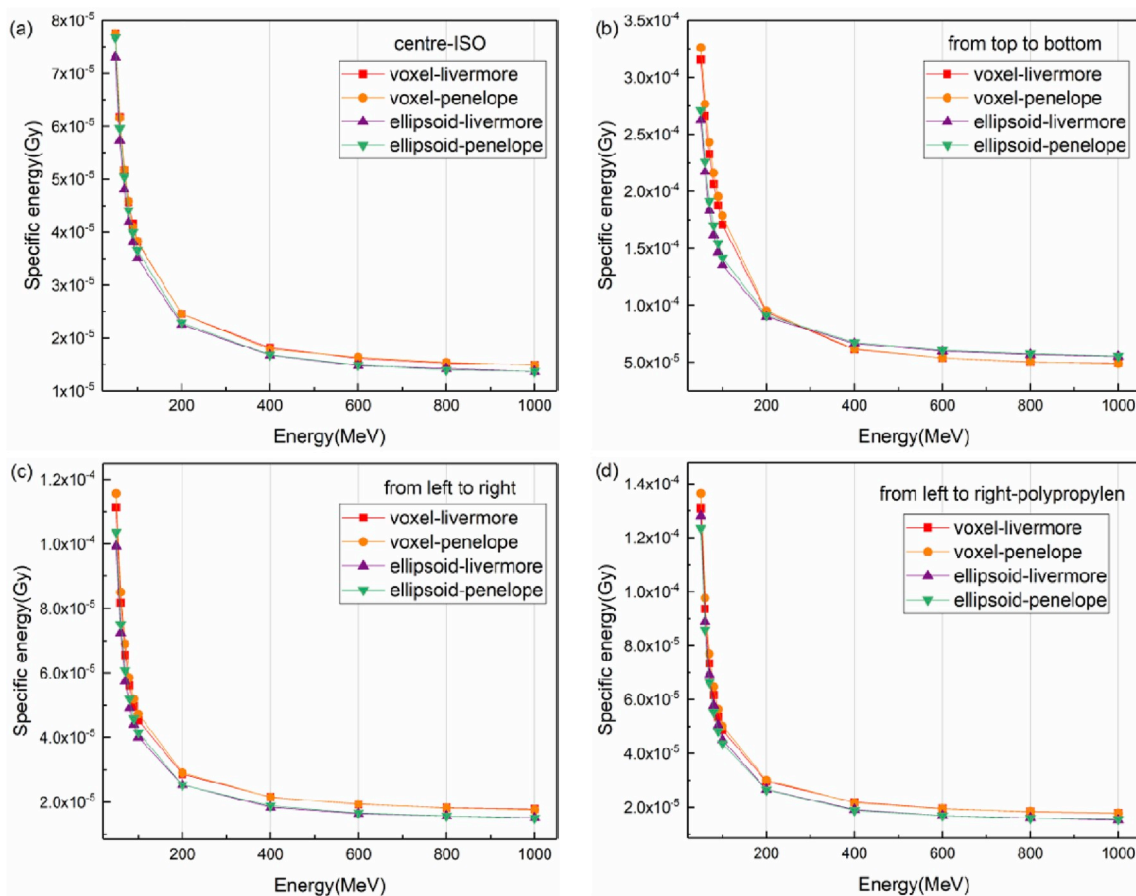 (a)
centre-ISO
voxel-livermore
voxel-penelope
ellipsoid-livermore
ellipsoid-penelope
8x10⁻⁵
7x10⁻⁵
6x10⁻⁵
5x10⁻⁵
4x10⁻⁵
3x10⁻⁵
2x10⁻⁵
1x10⁻⁵
Specific energy(Gy)
200 400 600 800 1000
Energy(MeV)
(b)
from top to bottom
voxel-livermore
voxel-penelope
ellipsoid-livermore
ellipsoid-penelope
3.5x10⁻⁴
3.0x10⁻⁴
2.5x10⁻⁴
2.0x10⁻⁴
1.5x10⁻⁴
1.0x10⁻⁴
5.0x10⁻⁵
Specific energy(Gy)
200 400 600 800 1000
Energy(MeV)
(c)
from left to right
voxel-livermore
voxel-penelope
ellipsoid-livermore
ellipsoid-penelope
1.2x10⁻⁴
1.0x10⁻⁴
8.0x10⁻⁵
6.0x10⁻⁵
4.0x10⁻⁵
2.0x10⁻⁵
Specific energy(Gy)
200 400 600 800 1000
Energy(MeV)
(d)
from left to right-polypropylen
voxel-livermore
voxel-penelope
ellipsoid-livermore
ellipsoid-penelope
1.4x10⁻⁴
1.2x10⁻⁴
1.0x10⁻⁴
8.0x10⁻⁵
6.0x10⁻⁵
4.0x10⁻⁵
2.0x10⁻⁵
Specific energy(Gy)
200 400 600 800 1000
Energy(MeV)